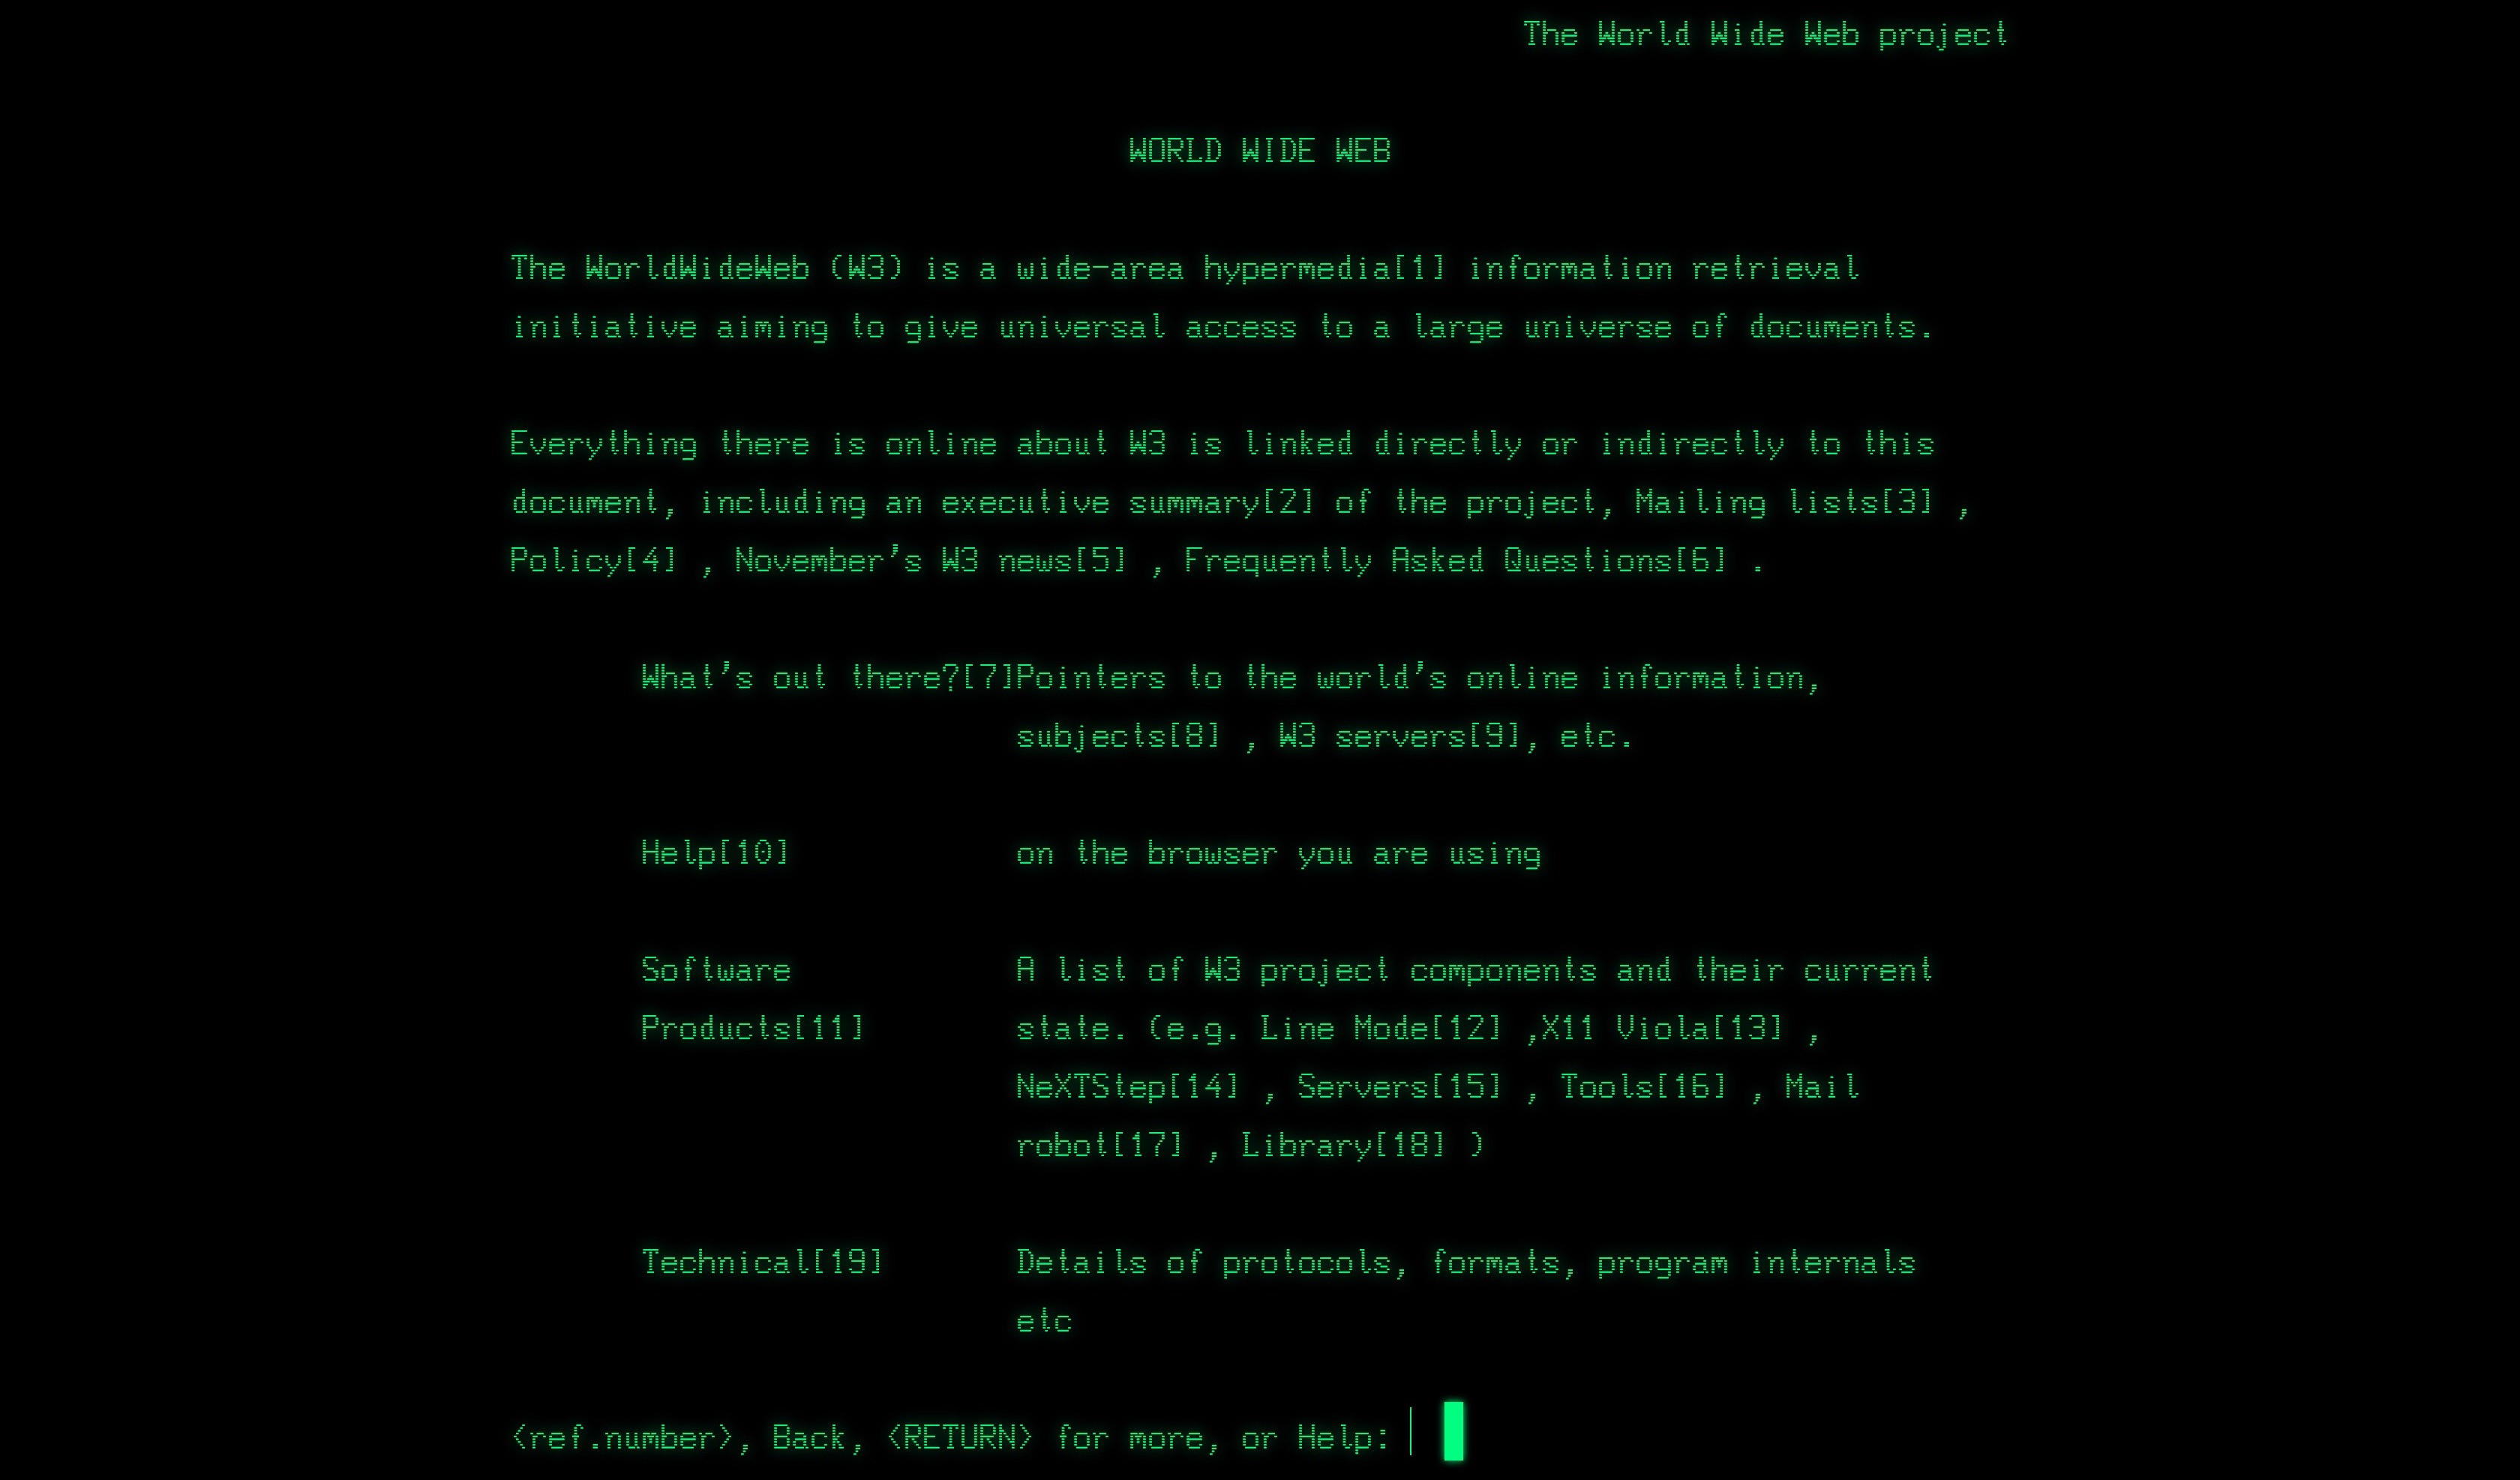 The World Wide Web project
WORLD WIDE WEB
The WorldWideWeb (W3) is a wide-area hypermedia[1] information retrieval
initiative aiming to give universal access to a large universe of documents.
Everything there is online about W3 is linked directly or indirectly to this
document, including an executive summary[2] of the project, Mailing lists[3] ,
Policy[4] , November's W3 news[5] , Frequently Asked Questions[6] .
What's out there?[7]Pointers to the world's online information,
subjects[8] , W3 servers[9], etc.
Help[10] on the browser you are using
Software A list of W3 project components and their current
Products[11] state. (e.g. Line Mode[12] ,X11 Viola[13] ,
NeXTStep[14] , Servers[15] , Tools[16] , Mail
robot[17] , Library[18] )
Technical[19] Details of protocols, formats, program internals
etc
<ref.number>, Back, <RETURN> for more, or Help: